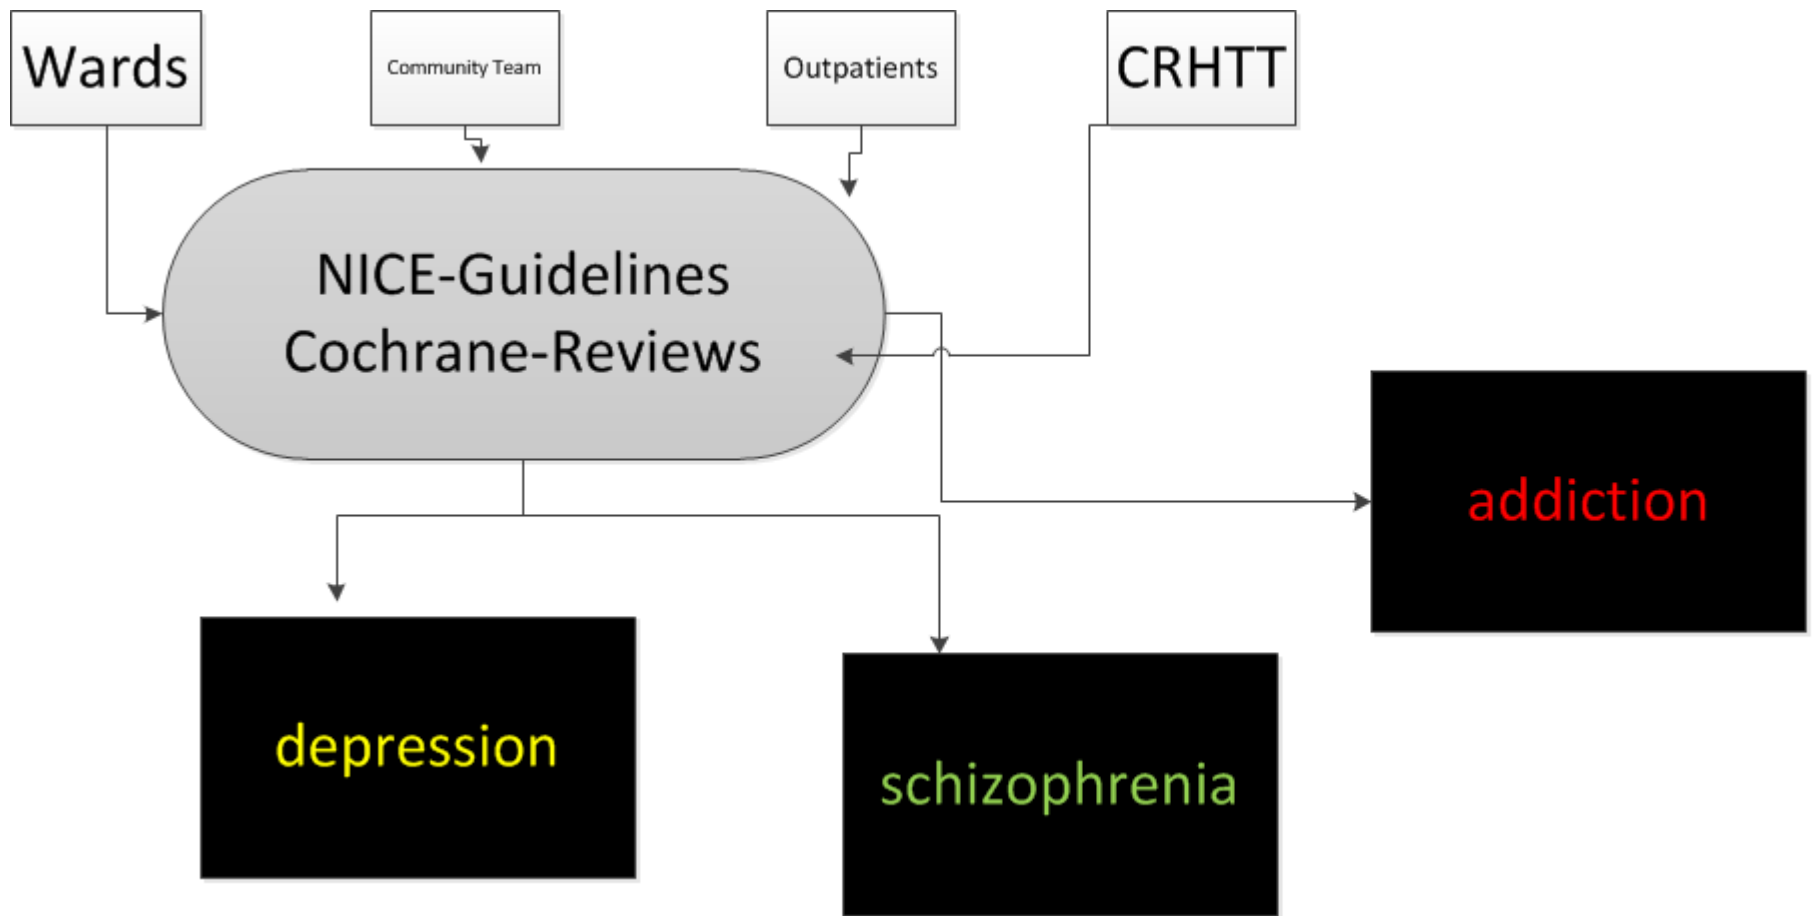 Wards
Community Team
Outpatients
CRHTT
NICE-Guidelines
Cochrane-Reviews
addiction
depression
schizophrenia